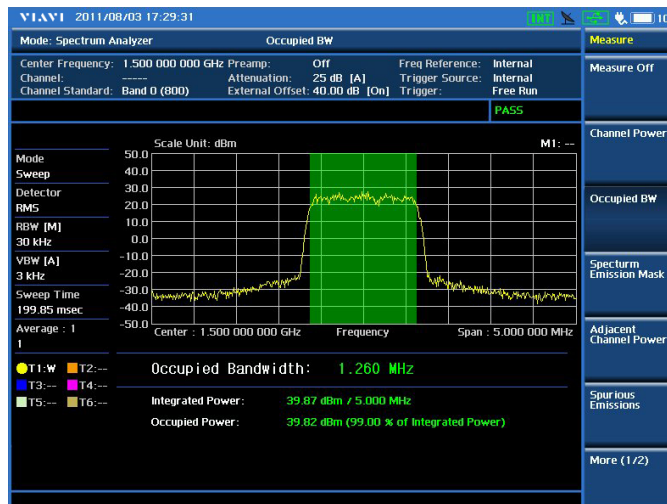 VIAVI 2011/08/03 17:29:31 INT
Mode: Spectrum Analyzer Occupied BW Measure
Center Frequency: 1.500 000 000 GHz Preamp: Off Freq Reference: Internal
Channel: ----- Attenuation: 25 dB [A] Trigger Source: Internal
Channel Standard: Band 0 (800) External Offset: 40.00 dB [On] Trigger: Free Run
PASS
Measure Off
Channel Power
Occupied BW
Specturm
Emission Mask
Adjacent
Channel Power
Spurious
Emissions
More (1/2)
Scale Unit: dBm M1: --
Mode
Sweep
Detector
RMS
RBW [M]
30 kHz
VBW [A]
3 kHz
Sweep Time
199.85 msec
Average : 1
1
T1:W T2:--
T3:-- T4:--
T5:-- T6:--
50.0
40.0
30.0
20.0
10.0
0.0
-10.0
-20.0
-30.0
-40.0
-50.0
Center : 1.500 000 000 GHz Frequency Span : 5.000 000 MHz
Occupied Bandwidth: 1.260 MHz
Integrated Power: 39.87 dBm / 5.000 MHz
Occupied Power: 39.82 dBm (99.00 % of Integrated Power)